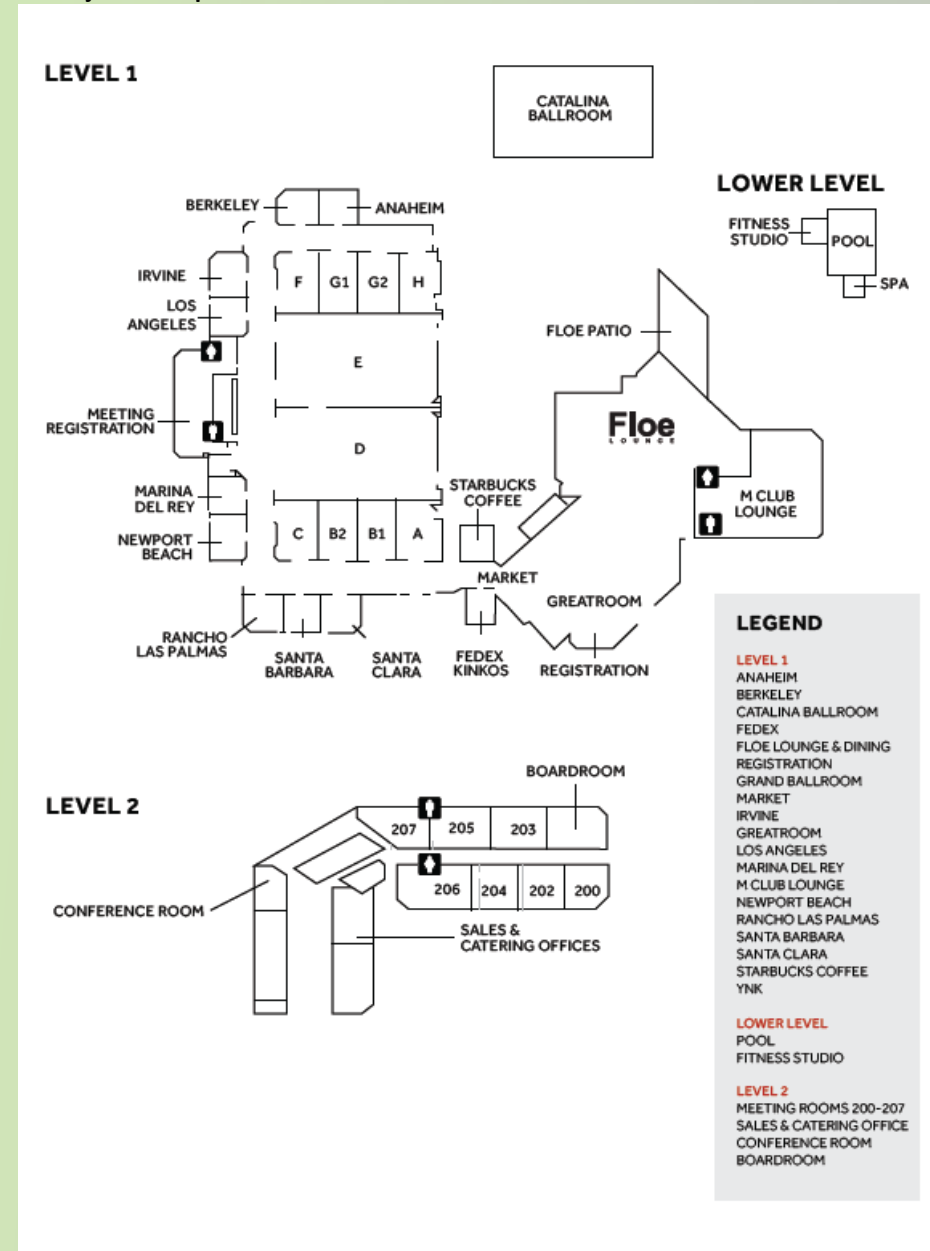 LEVEL 1
CATALINA
BALLROOM
LOWER LEVEL
FITNESS
STUDIO
POOL
SPA
BERKELEY
ANAHEIM
IRVINE
LOS
ANGELES
F
G1
G2
H
E
D
MEETING
REGISTRATION
MARINA
DEL REY
NEWPORT
BEACH
C
B2
B1
A
FLOE PATIO
Floe
LOUNGE
STARBUCKS
COFFEE
M CLUB
LOUNGE
MARKET
GREATROOM
RANCHO
LAS PALMAS
SANTA
BARBARA
SANTA
CLARA
FEDEX
KINKOS
REGISTRATION
LEVEL 2
BOARDROOM
207
205
203
206
204
202
200
CONFERENCE ROOM
SALES &
CATERING OFFICES
LEGEND
LEVEL 1
ANAHEIM
BERKELEY
CATALINA BALLROOM
FEDEX
FLOE LOUNGE & DINING
REGISTRATION
GRAND BALLROOM
MARKET
IRVINE
GREATROOM
LOS ANGELES
MARINA DEL REY
M CLUB LOUNGE
NEWPORT BEACH
RANCHO LAS PALMAS
SANTA BARBARA
SANTA CLARA
STARBUCKS COFFEE
YNK
LOWER LEVEL
POOL
FITNESS STUDIO
LEVEL 2
MEETING ROOMS 200-207
SALES & CATERING OFFICE
CONFERENCE ROOM
BOARDROOM